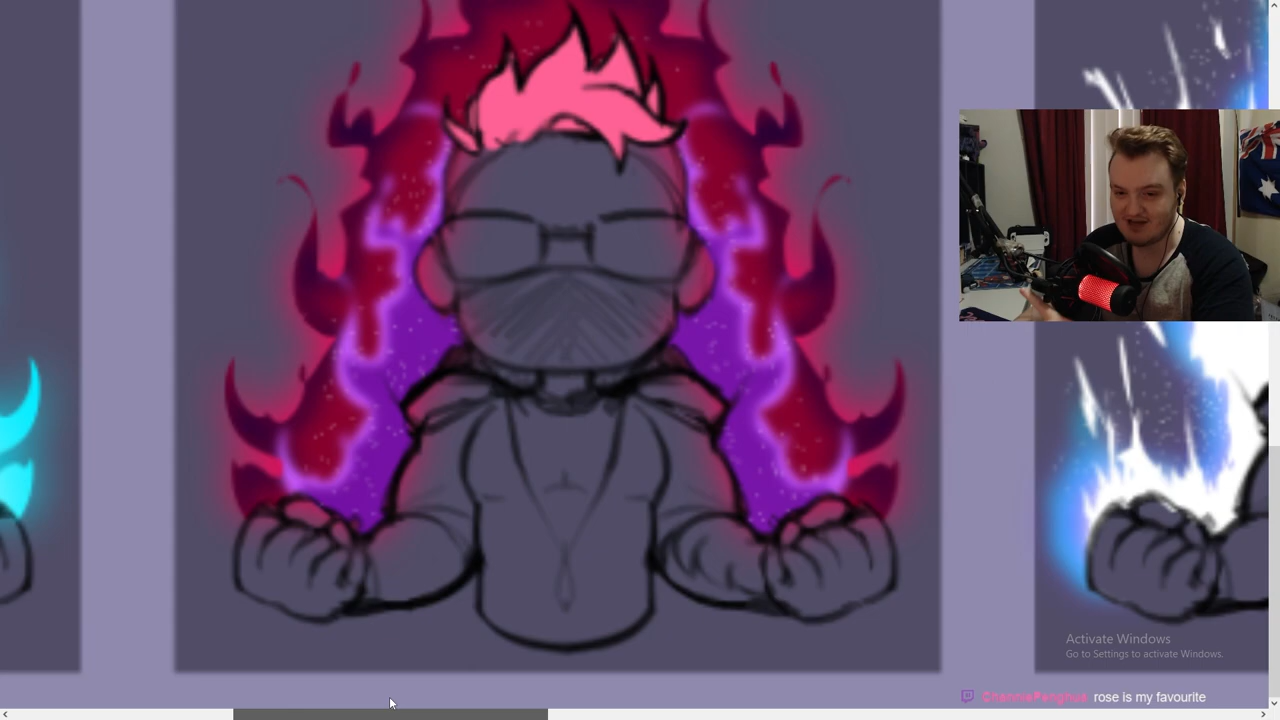 Activate Windows
Go to Settings to activate Windows.
rose is my favourite